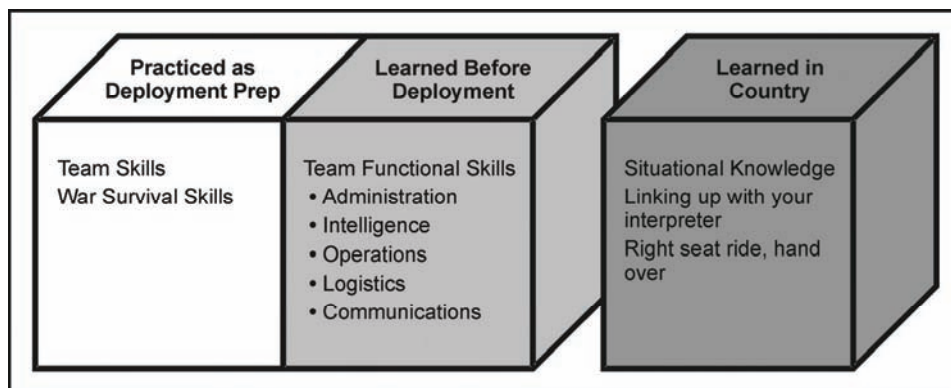 Practiced as
Deployment Prep
Team Skills
War Survival Skills
Learned Before
Deployment
Team Functional Skills
• Administration
• Intelligence
• Operations
• Logistics
• Communications
Learned in
Country
Situational Knowledge
Linking up with your
interpreter
Right seat ride, hand
over